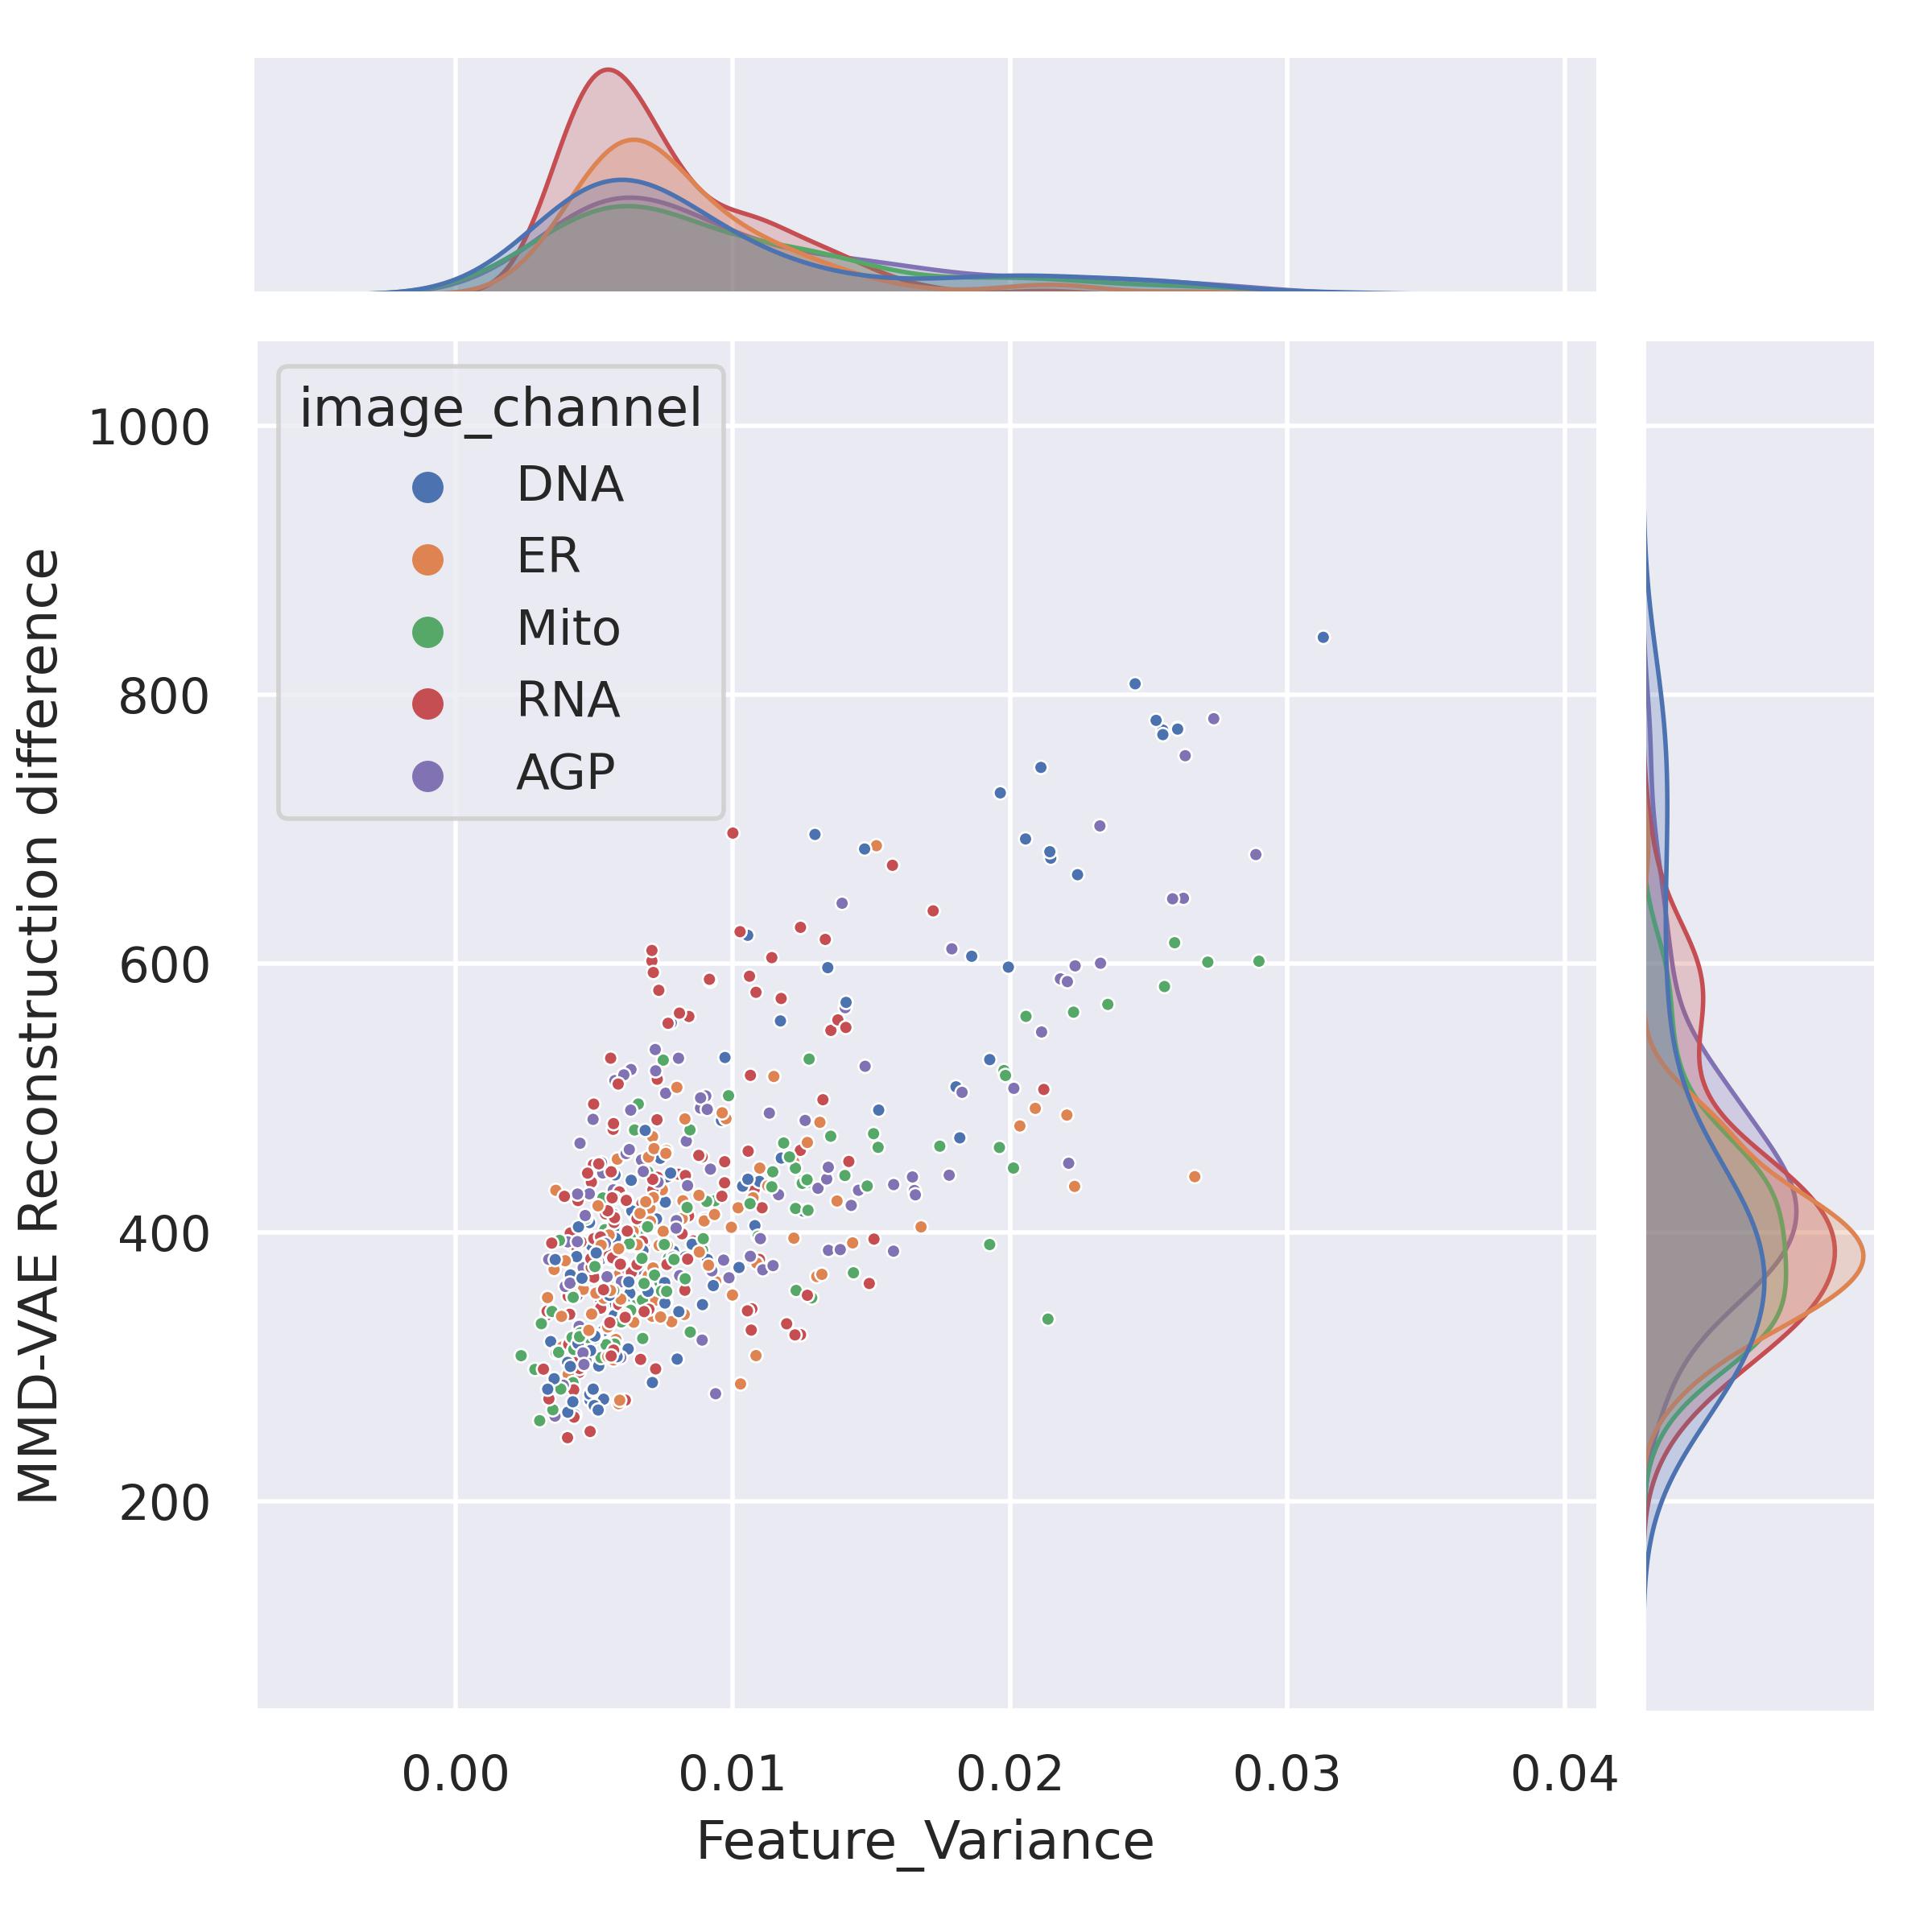 image_channel
DNA
ER
Mito
RNA
AGP
1000
800
600
400
200
MMD-VAE Reconstruction difference
0.00 0.01 0.02 0.03 0.04
Feature_Variance